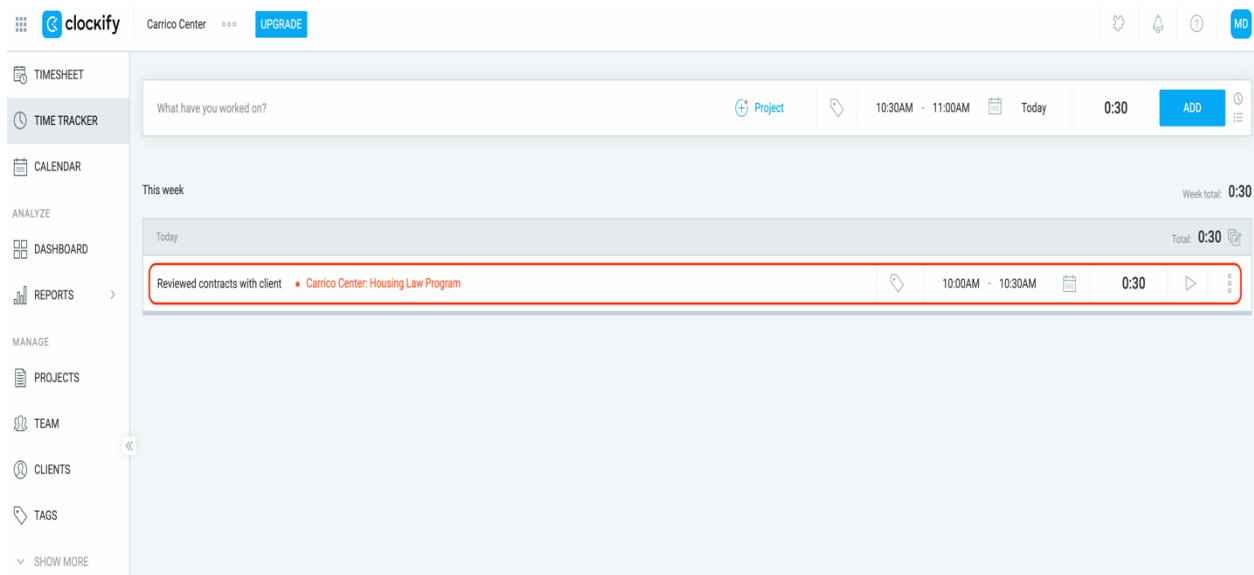 clockify Carrico Center UPGRADE MD
TIMESHEET
TIME TRACKER
CALENDAR
ANALYZE
DASHBOARD
REPORTS
MANAGE
PROJECTS
TEAM
CLIENTS
TAGS
SHOW MORE
What have you worked on? Project 10:30AM - 11:00AM Today 0:30 ADD
This week Week total: 0:30
Today Total: 0:30
Reviewed contracts with client • Carrico Center: Housing Law Program 10:00AM - 10:30AM 0:30